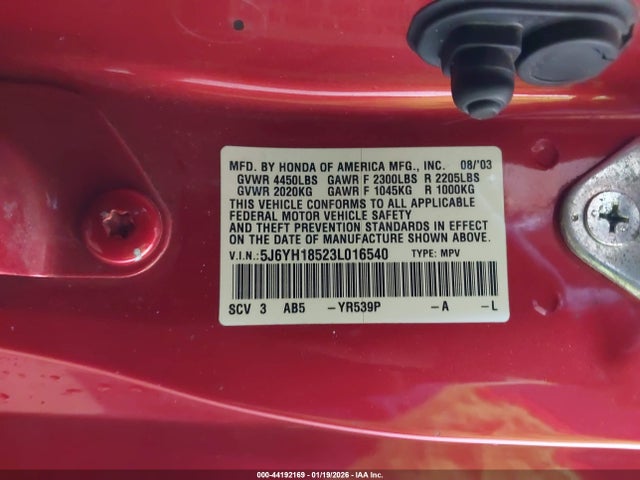 MFD. BY HONDA OF AMERICA MFG., INC. 08/'03
GVWR 4450LBS GAWR F 2300LBS R 2205LBS
GVWR 2020KG GAWR F 1045KG R 1000KG
THIS VEHICLE CONFORMS TO ALL APPLICABLE
FEDERAL MOTOR VEHICLE SAFETY
AND THEFT PREVENTION STANDARDS IN EFFECT
ON THE DATE OF MANUFACTURE SHOWN ABOVE.
V.I.N.:5J6YH18523L016540 TYPE: MPV
SCV 3 AB5 -YR539P -A -L
000-44192169 - 01/19/2026 - IAA Inc.